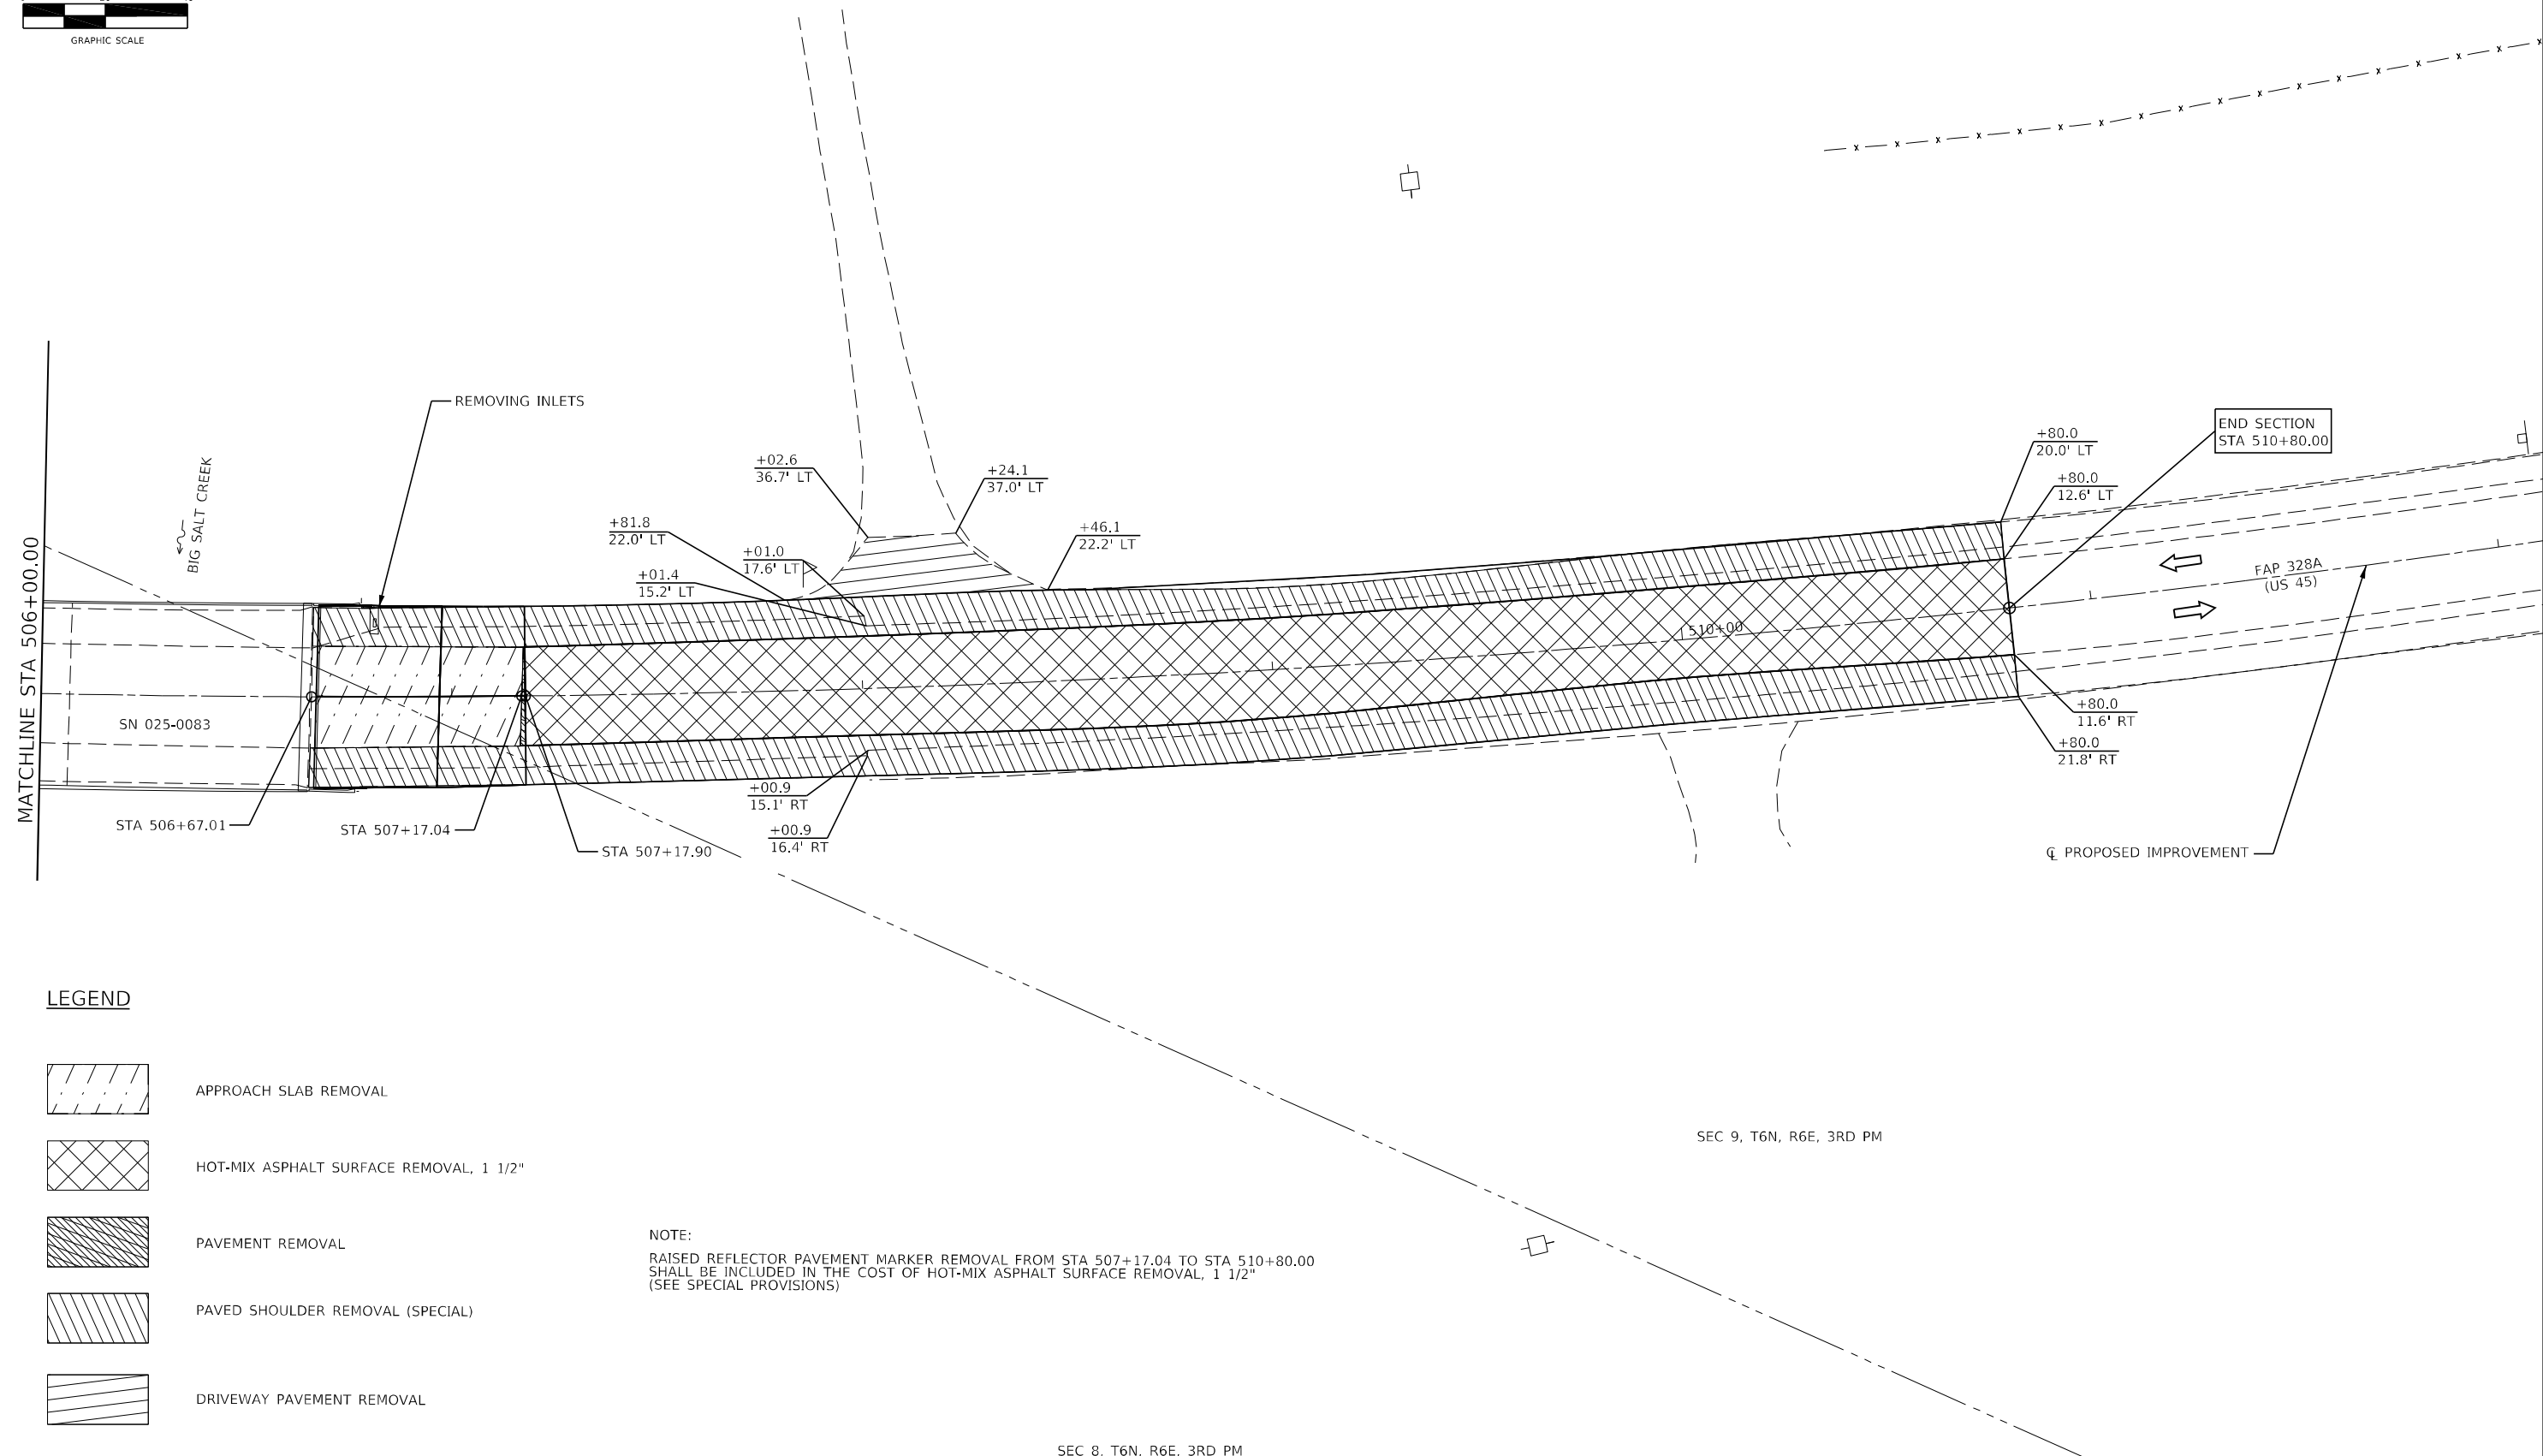 GRAPHIC SCALE
REMOVING INLETS
BIG SALT CREEK
MATCHLINE STA 506+00.00
SN 025-0083
+02.6
36.7' LT
+24.1
37.0' LT
+81.8
22.0' LT
+01.0
17.6' LT
+01.4
15.2' LT
+46.1
22.2' LT
+80.0
20.0' LT
+80.0
12.6' LT
END SECTION
STA 510+80.00
FAP 328A
(US 45)
510+00
+80.0
11.6' RT
+80.0
21.8' RT
+00.9
15.1' RT
+00.9
16.4' RT
STA 506+67.01
STA 507+17.04
STA 507+17.90
℄ PROPOSED IMPROVEMENT
LEGEND
APPROACH SLAB REMOVAL
HOT-MIX ASPHALT SURFACE REMOVAL, 1 1/2"
PAVEMENT REMOVAL
PAVED SHOULDER REMOVAL (SPECIAL)
DRIVEWAY PAVEMENT REMOVAL
NOTE:
RAISED REFLECTOR PAVEMENT MARKER REMOVAL FROM STA 507+17.04 TO STA 510+80.00
SHALL BE INCLUDED IN THE COST OF HOT-MIX ASPHALT SURFACE REMOVAL, 1 1/2"
(SEE SPECIAL PROVISIONS)
SEC 9, T6N, R6E, 3RD PM
SEC 8, T6N, R6E, 3RD PM